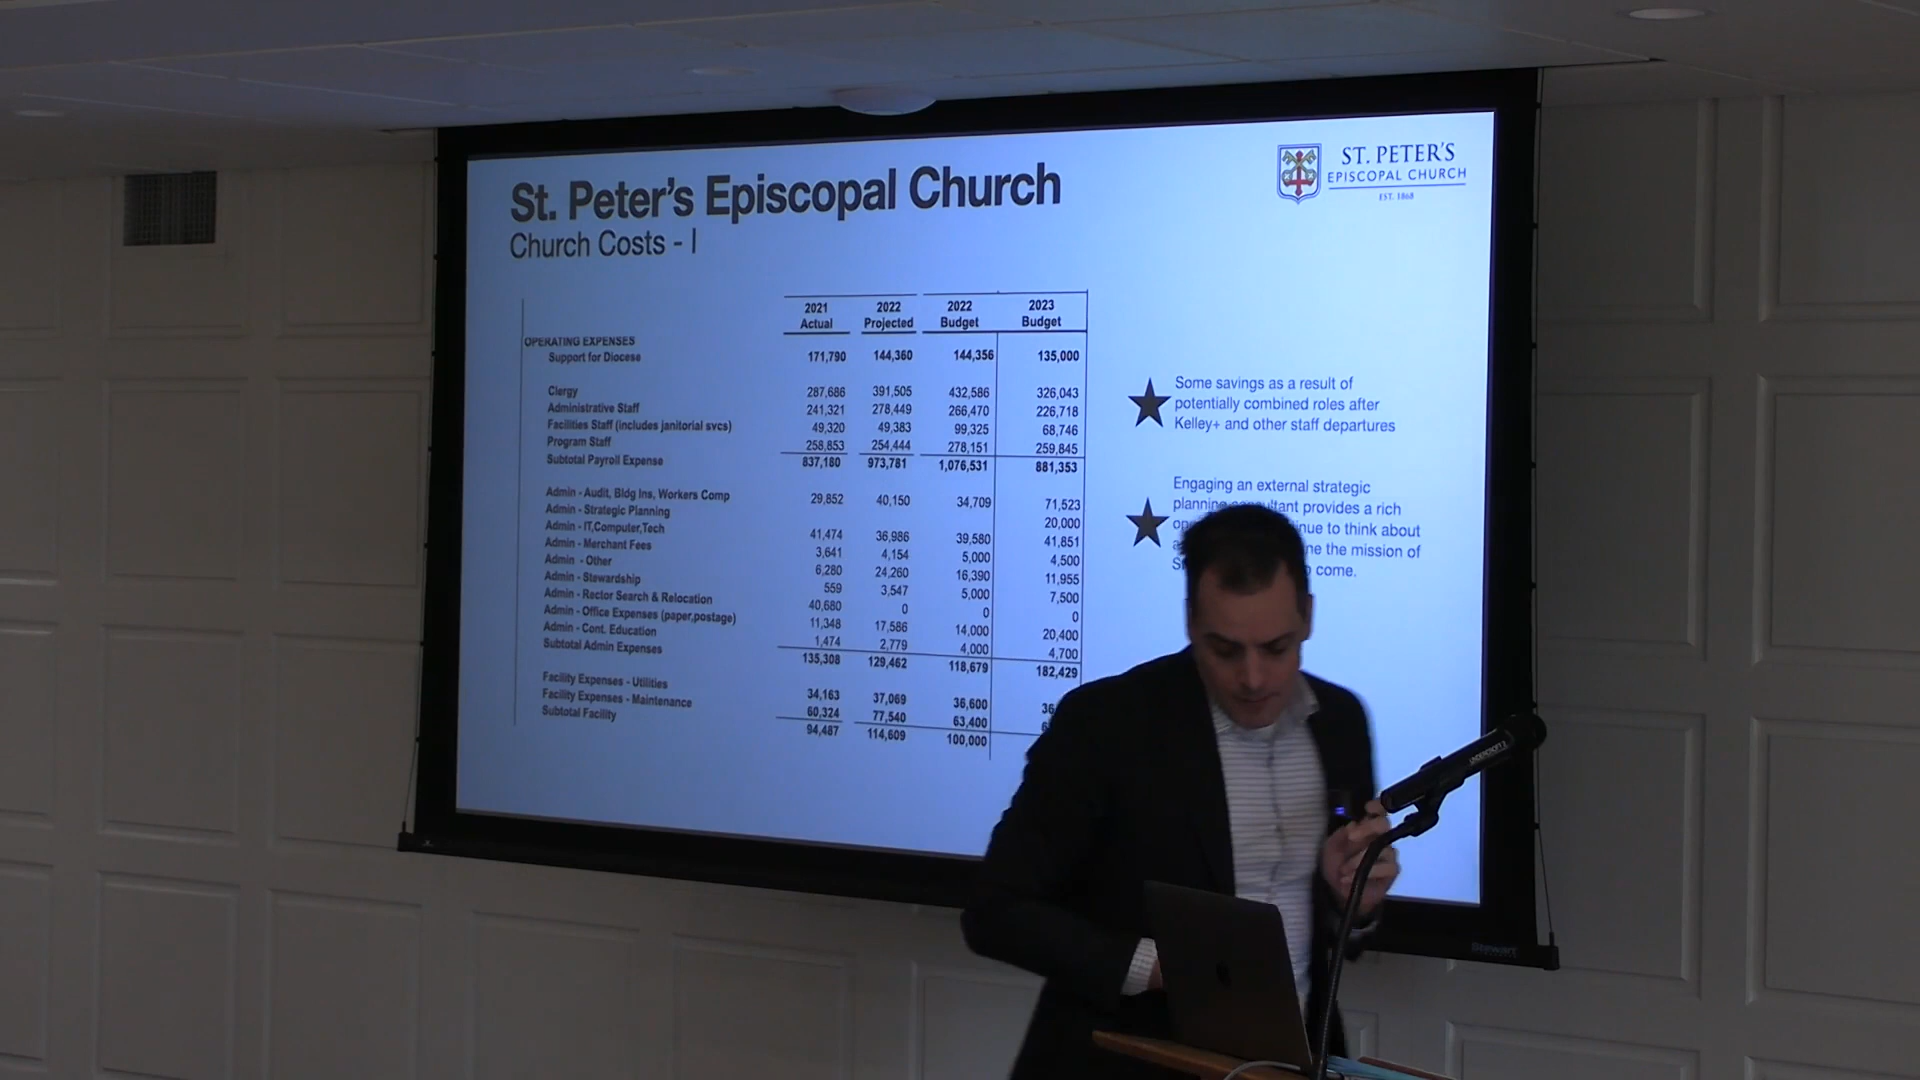 St. Peter's Episcopal Church
Church Costs - I
ST. PETER'S
EPISCOPAL CHURCH
EST. 1868
2021 2022 2022 2023
Actual Projected Budget Budget
OPERATING EXPENSES
Support for Diocese 171,790 144,360 144,356 135,000
Clergy 287,686 391,505 432,586 326,043
Administrative Staff 241,321 278,449 266,470 226,718
Facilities Staff (includes janitorial svcs) 49,320 49,383 99,325 68,746
Program Staff 258,853 254,444 278,151 259,845
Subtotal Payroll Expense 837,180 973,781 1,076,531 881,353
Admin - Audit, Bldg Ins, Workers Comp 29,852 40,150 34,709 71,523
Admin - Strategic Planning 20,000
Admin - IT,Computer,Tech 41,474 36,986 39,580 41,851
Admin - Merchant Fees 3,641 4,154 5,000 4,500
Admin - Other 6,280 24,260 16,390 11,955
Admin - Stewardship 559 3,547 5,000 7,500
Admin - Rector Search & Relocation 40,680 0 0 0
Admin - Office Expenses (paper,postage) 11,348 17,586 14,000 20,400
Admin - Cont. Education 1,474 2,779 4,000 4,700
Subtotal Admin Expenses 135,308 129,462 118,679 182,429
Facility Expenses - Utilities 34,163 37,069 36,600 36
Facility Expenses - Maintenance 60,324 77,540 63,400
Subtotal Facility 94,487 114,609 100,000
Some savings as a result of
potentially combined roles after
Kelley+ and other staff departures
Engaging an external strategic
planning consultant provides a rich
to think about
the mission of
come.
UNDERCROFT 2
Stewart